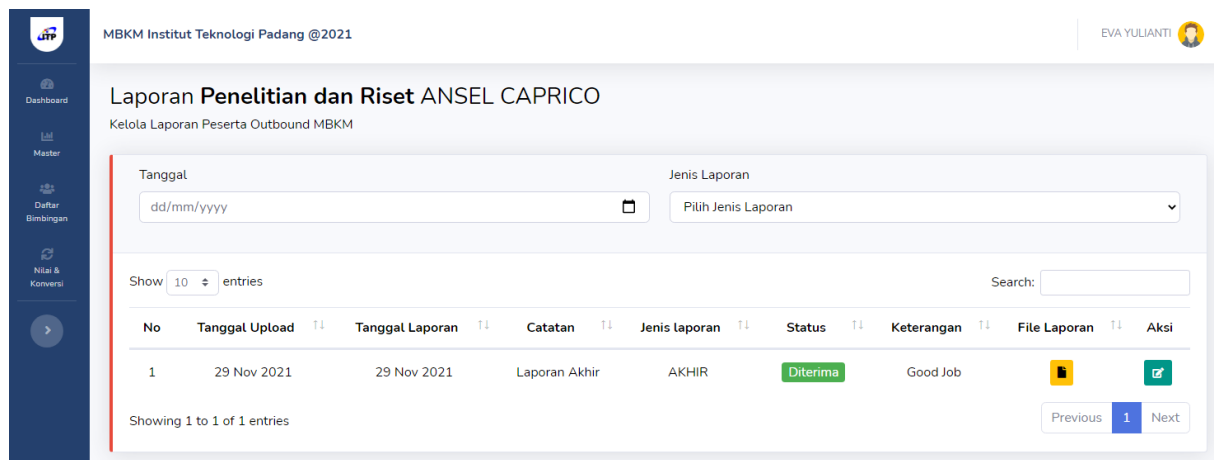 ITP
MBKM Institut Teknologi Padang @2021
EVA YULIANTI
Dashboard
Master
Daftar
Bimbingan
Nilai &
Konversi
Laporan Penelitian dan Riset ANSEL CAPRICO
Kelola Laporan Peserta Outbound MBKM
Tanggal
Jenis Laporan
dd/mm/yyyy
Pilih Jenis Laporan
Show 10 entries
Search:
No Tanggal Upload Tanggal Laporan Catatan Jenis laporan Status Keterangan File Laporan Aksi
1 29 Nov 2021 29 Nov 2021 Laporan Akhir AKHIR Diterima Good Job
Showing 1 to 1 of 1 entries
Previous 1 Next